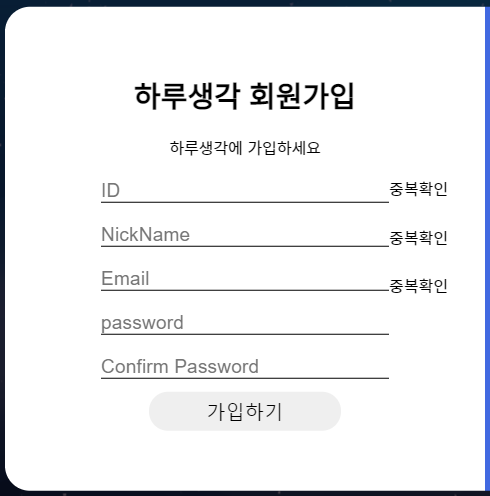 하루생각 회원가입
하루생각에 가입하세요
ID 중복확인
NickName 중복확인
Email 중복확인
password
Confirm Password
가입하기